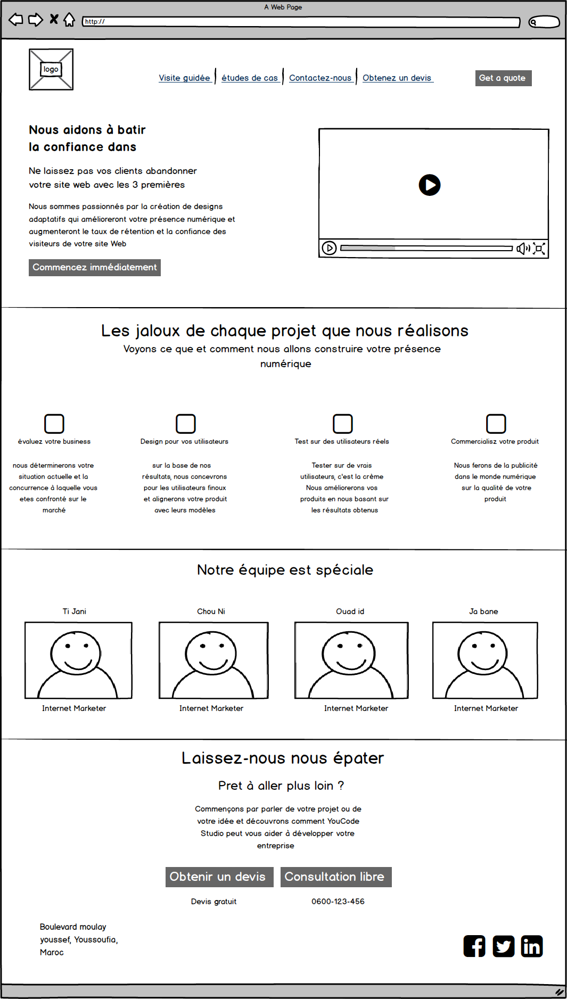 A Web Page
http://
logo
Visite guidée
études de cas
Contactez-nous
Obtenez un devis
Get a quote
Nous aidons à batir
la confiance dans
Ne laissez pas vos clients abandonner
votre site web avec les 3 premières
Nous sommes passionnés par la création de designs
adaptatifs qui amélioreront votre présence numérique et
augmenteront le taux de rétention et la confiance des
visiteurs de votre site Web
Commencez immédiatement
Les jaloux de chaque projet que nous réalisons
Voyons ce que et comment nous allons construire votre présence
numérique
évaluez votre business
nous déterminerons votre
situation actuelle et la
concurrence à laquelle vous
etes confronté sur le
marché
Design pour vos utilisateurs
sur la base de nos
résultats, nous concevrons
pour les utilisateurs finoux
et alignerons votre produit
avec leurs modèles
Test sur des utilisateurs réels
Tester sur de vrais
utilisateurs, c'est la crème
Nous améliorerons vos
produits en nous basant sur
les résultats obtenus
Commercialisz votre produit
Nous ferons de la publicité
dans le monde numérique
sur la qualité de votre
produit
Notre équipe est spéciale
Ti Jani
Internet Marketer
Chou Ni
Internet Marketer
Ouad id
Internet Marketer
Ja bane
Internet Marketer
Laissez-nous nous épater
Pret à aller plus loin ?
Commençons par parler de votre projet ou de
votre idée et découvrons comment YouCode
Studio peut vous aider à développer votre
entreprise
Obtenir un devis
Devis gratuit
Consultation libre
0600-123-456
Boulevard moulay
youssef, Youssoufia,
Maroc